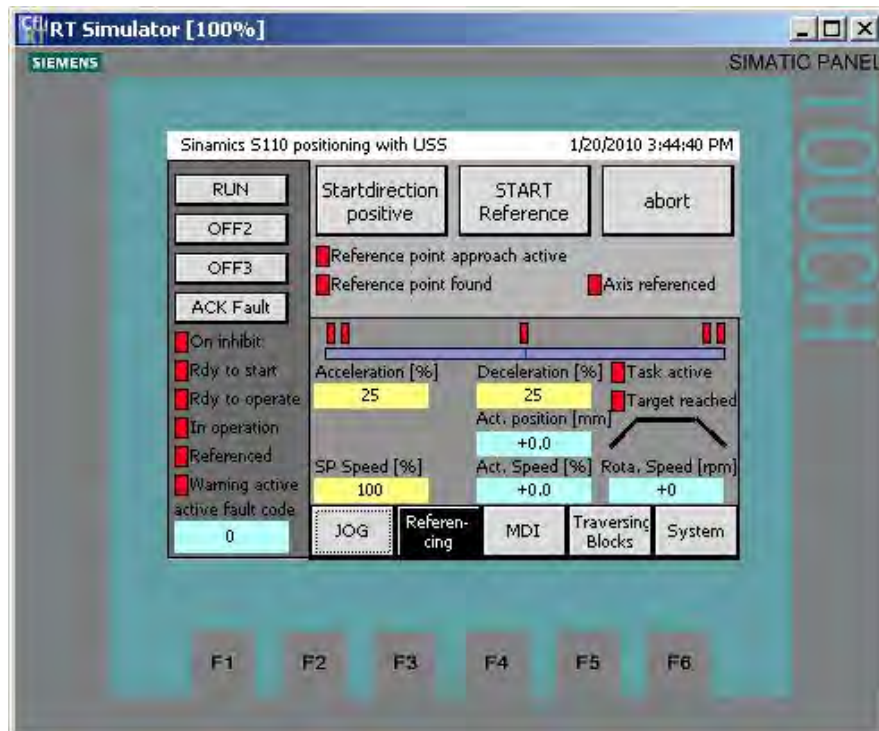 RT Simulator [100%]
SIEMENS
SIMATIC PANEL
TOUCH
Sinamics S110 positioning with USS
1/20/2010 3:44:40 PM
RUN
OFF2
OFF3
ACK Fault
On inhibit
Rdy to start
Rdy to operate
In operation
Referenced
Warning active
active fault code
0
Startdirection
positive
START
Reference
abort
Reference point approach active
Reference point found
Axis referenced
Acceleration [%]
25
Deceleration [%]
25
Task active
Target reached
Act. position [mm]
+0.0
SP Speed [%]
100
Act. Speed [%]
+0.0
Rota. Speed [rpm]
+0
JOG
Referen-
cing
MDI
Traversing
Blocks
System
F1
F2
F3
F4
F5
F6